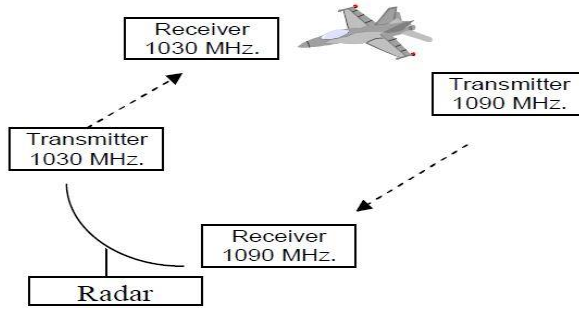 Receiver
1030 MHz.
Transmitter
1090 MHz.
Transmitter
1030 MHz.
Receiver
1090 MHz.
Radar